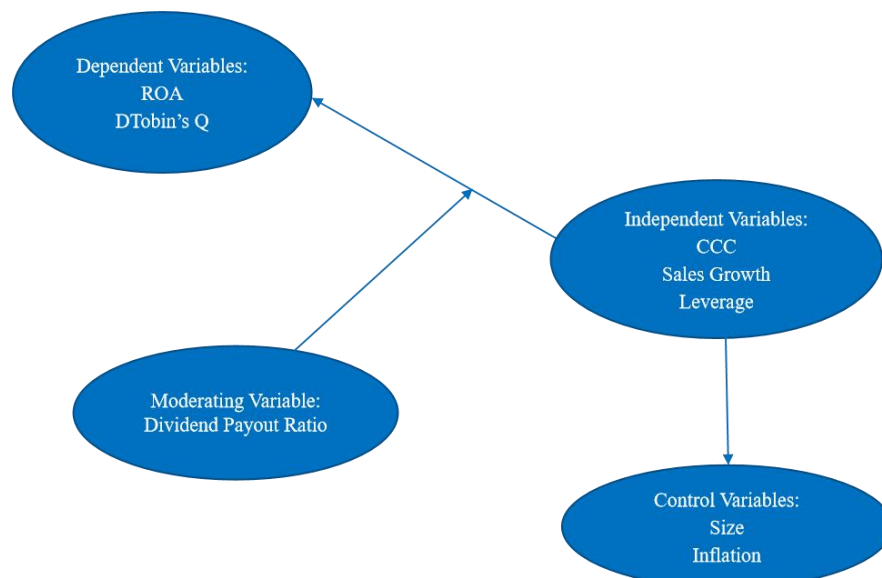 Dependent Variables:
ROA
DTobin's Q
Independent Variables:
CCC
Sales Growth
Leverage
Moderating Variable:
Dividend Payout Ratio
Control Variables:
Size
Inflation